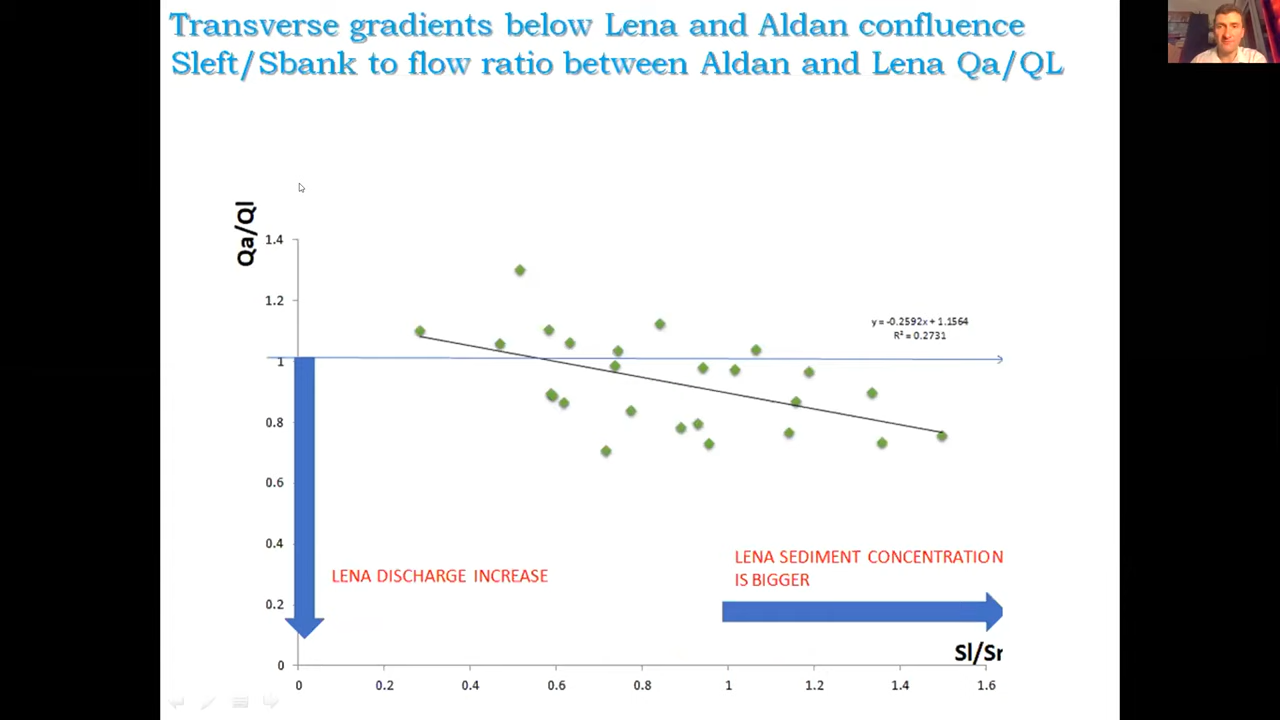 Transverse gradients below Lena and Aldan confluence
Sleft/Sbank to flow ratio between Aldan and Lena Qa/QL
Qa/Ql
1.4
1.2
1
0.8
0.6
0.4
0.2
0
y = -0.2592x + 1.1564
R² = 0.2731
LENA DISCHARGE INCREASE
LENA SEDIMENT CONCENTRATION
IS BIGGER
Sl/Sr
0 0.2 0.4 0.6 0.8 1 1.2 1.4 1.6